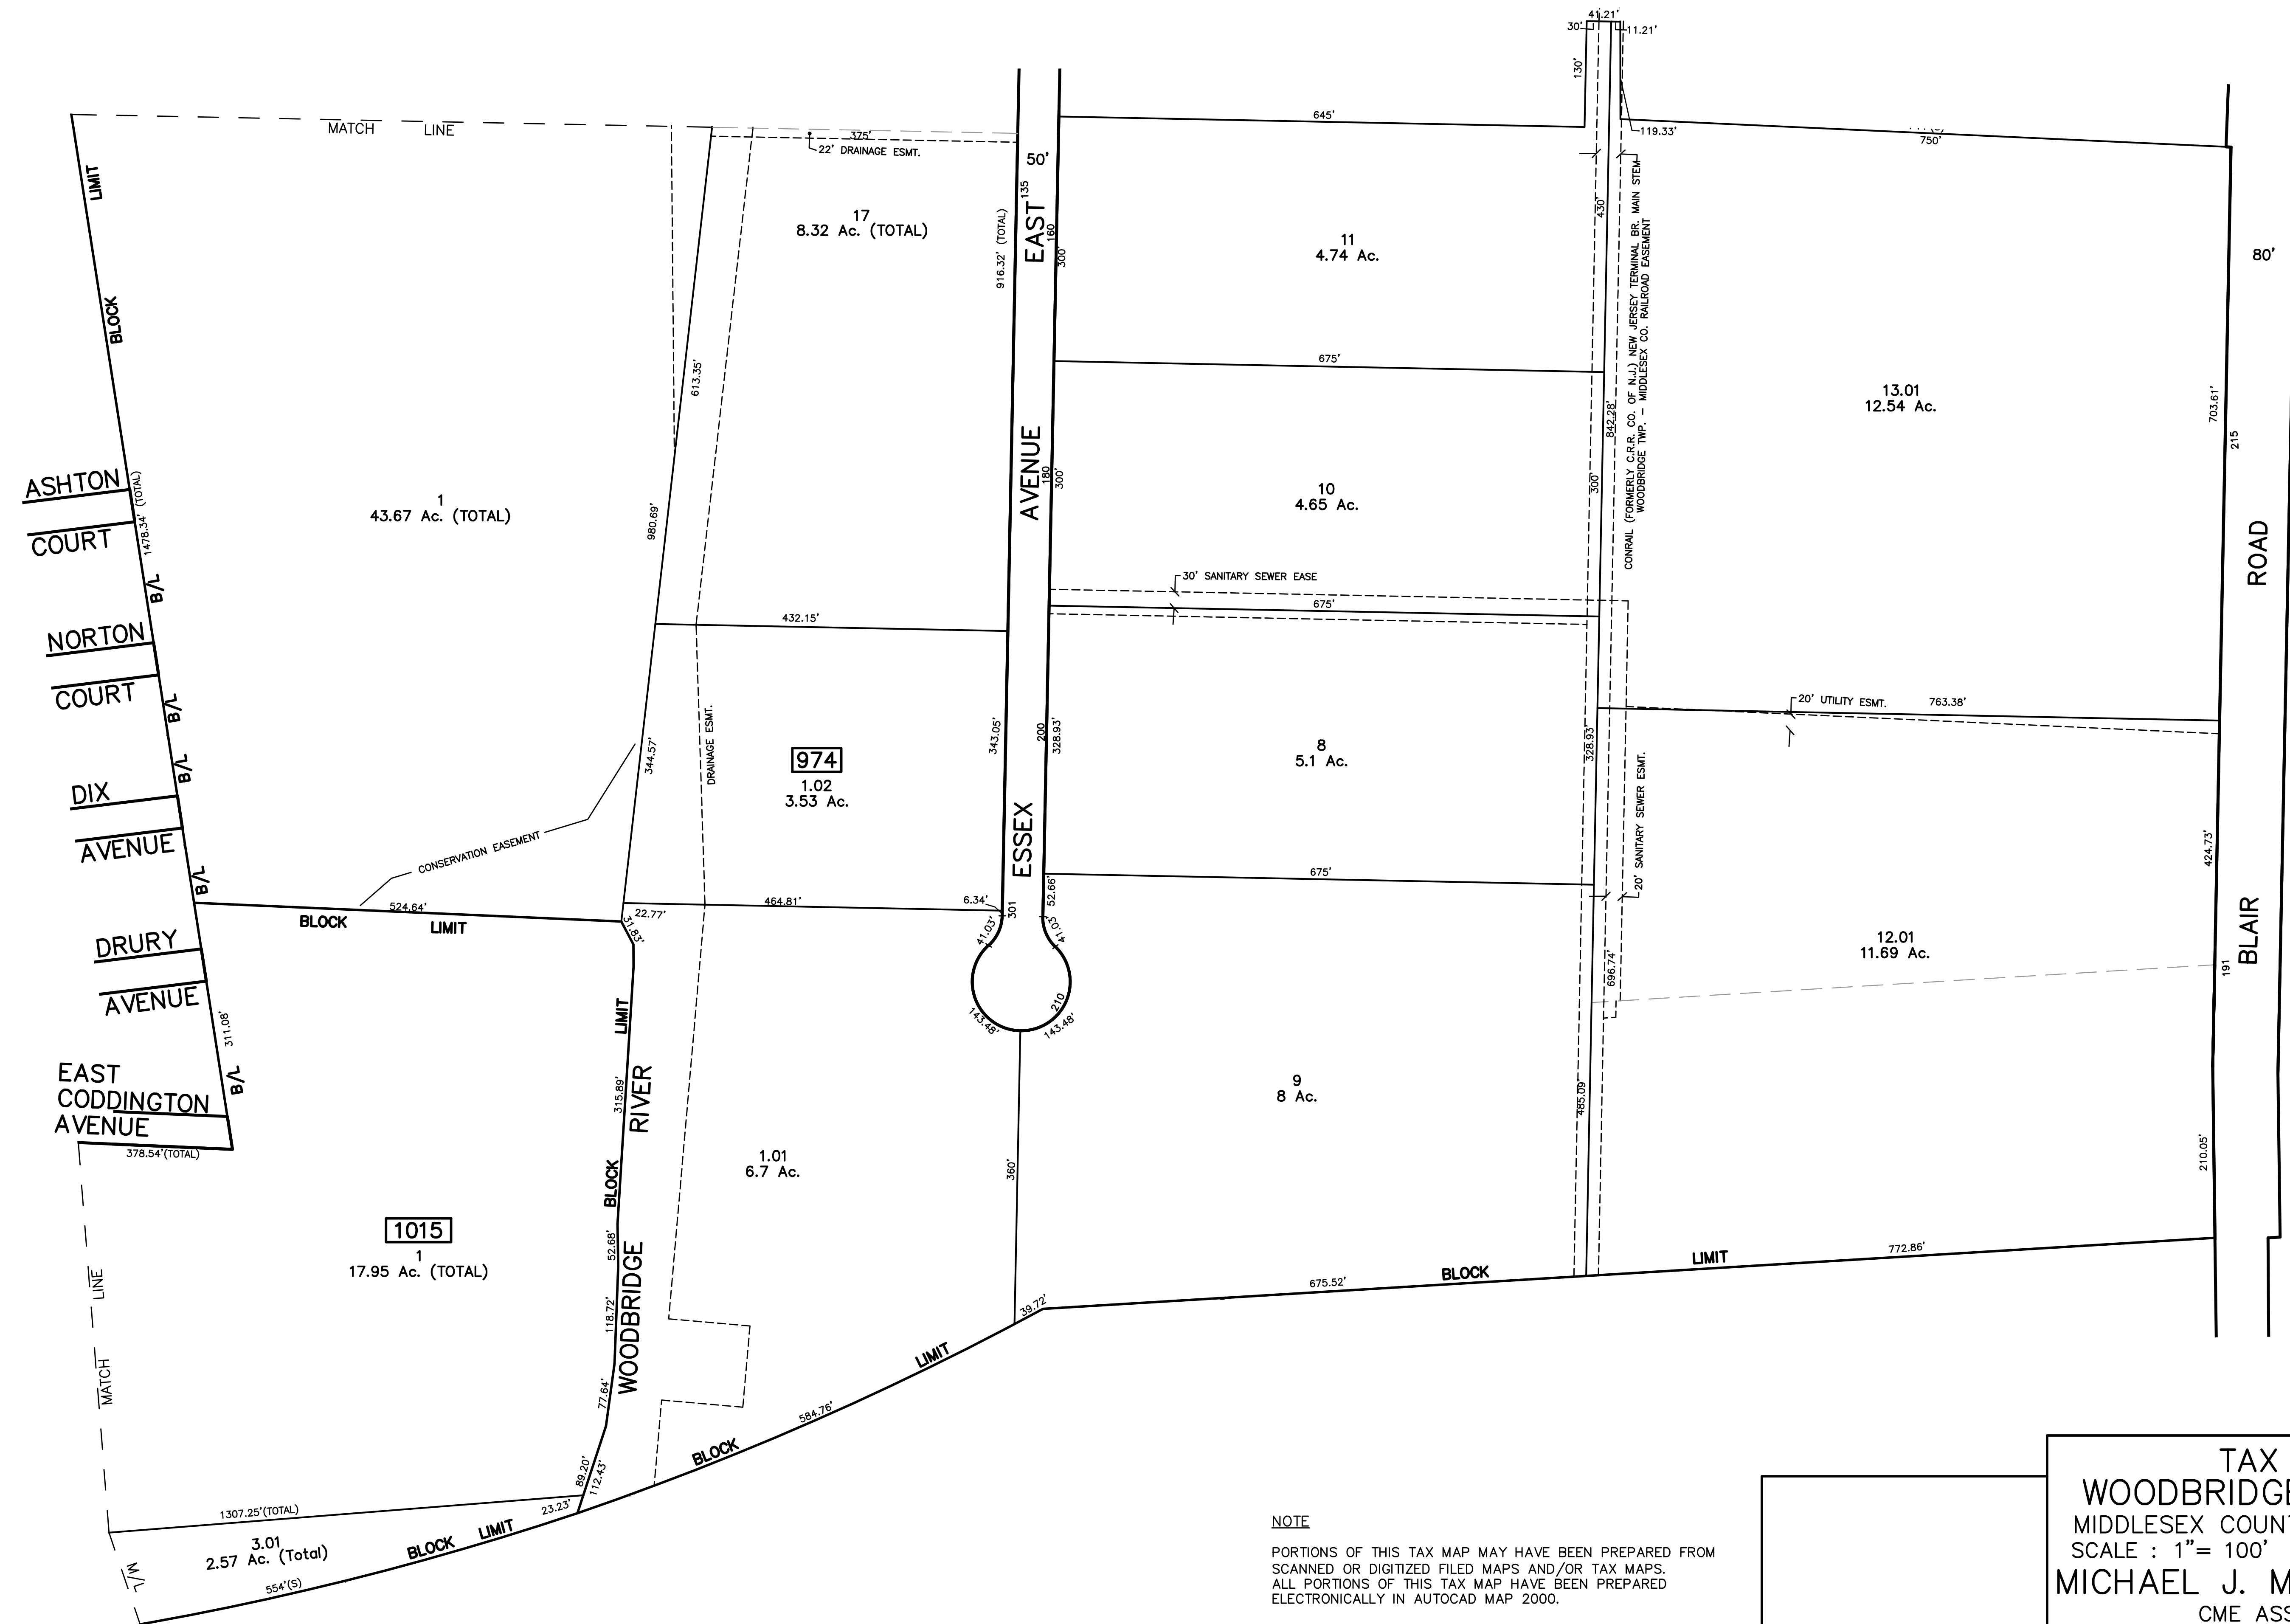 41.21'
30'
11.21'
130'
119.33'
MATCH LINE
375'
22' DRAINAGE ESMT.
645'
750'
50'
80'
LIMIT
BLOCK
17
8.32 Ac. (TOTAL)
916.32' (TOTAL)
135
EAST
160
300'
11
4.74 Ac.
430'
CONRAIL (FORMERLY C.R.R. CO. OF N.J.) NEW JERSEY TERMINAL BR. MAIN STEM
WOODBRIDGE TWP. – MIDDLESEX CO. RAILROAD EASEMENT
675'
613.35'
13.01
12.54 Ac.
703.61'
215
842.28'
ASHTON
COURT
1478.34' (TOTAL)
1
43.67 Ac. (TOTAL)
980.69'
AVENUE
180
300'
10
4.65 Ac.
300'
ROAD
B/L
30' SANITARY SEWER EASE
675'
432.15'
NORTON
COURT
B/L
20' UTILITY ESMT.
763.38'
344.57'
DRAINAGE ESMT.
343.05'
200
328.93'
8
5.1 Ac.
328.93'
20' SANITARY SEWER ESMT.
974
1.02
3.53 Ac.
B/L
DIX
AVENUE
CONSERVATION EASEMENT
ESSEX
424.73'
B/L
524.64'
BLOCK LIMIT
22.77'
31.83'
464.81'
6.34'
301
52.66'
675'
41.03'
41.03'
BLAIR
DRURY
AVENUE
12.01
11.69 Ac.
191
696.74'
143.48'
210
143.48'
311.08'
LIMIT
B/L
EAST
CODDINGTON
AVENUE
378.54'(TOTAL)
315.89'
RIVER
9
8 Ac.
485.09'
210.05'
1.01
6.7 Ac.
360'
BLOCK
1015
1
17.95 Ac. (TOTAL)
52.68'
WOODBRIDGE
118.72'
77.64'
LINE
MATCH
39.72'
675.52'
BLOCK
LIMIT
772.86'
LIMIT
584.76'
BLOCK
89.20'
112.43'
1307.25'(TOTAL)
23.23'
3.01
2.57 Ac. (Total)
BLOCK LIMIT
M/L
554'(S)
NOTE
PORTIONS OF THIS TAX MAP MAY HAVE BEEN PREPARED FROM
SCANNED OR DIGITIZED FILED MAPS AND/OR TAX MAPS.
ALL PORTIONS OF THIS TAX MAP HAVE BEEN PREPARED
ELECTRONICALLY IN AUTOCAD MAP 2000.
TAX
WOODBRIDGE
MIDDLESEX COUN
SCALE : 1"= 100'
MICHAEL J. M
CME ASS